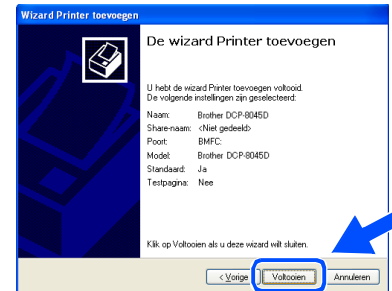 Wizard Printer toevoegen
De wizard Printer toevoegen
U hebt de wizard Printer toevoegen voltooid.
De volgende instellingen zijn geselecteerd:
Naam: Brother DCP-8045D
Share-naam: <Niet gedeeld>
Poort: BMFC:
Model: Brother DCP-8045D
Standaard: Ja
Testpagina: Nee
Klik op Voltooien als u deze wizard wilt sluiten.
< Vorige Voltooien Annuleren